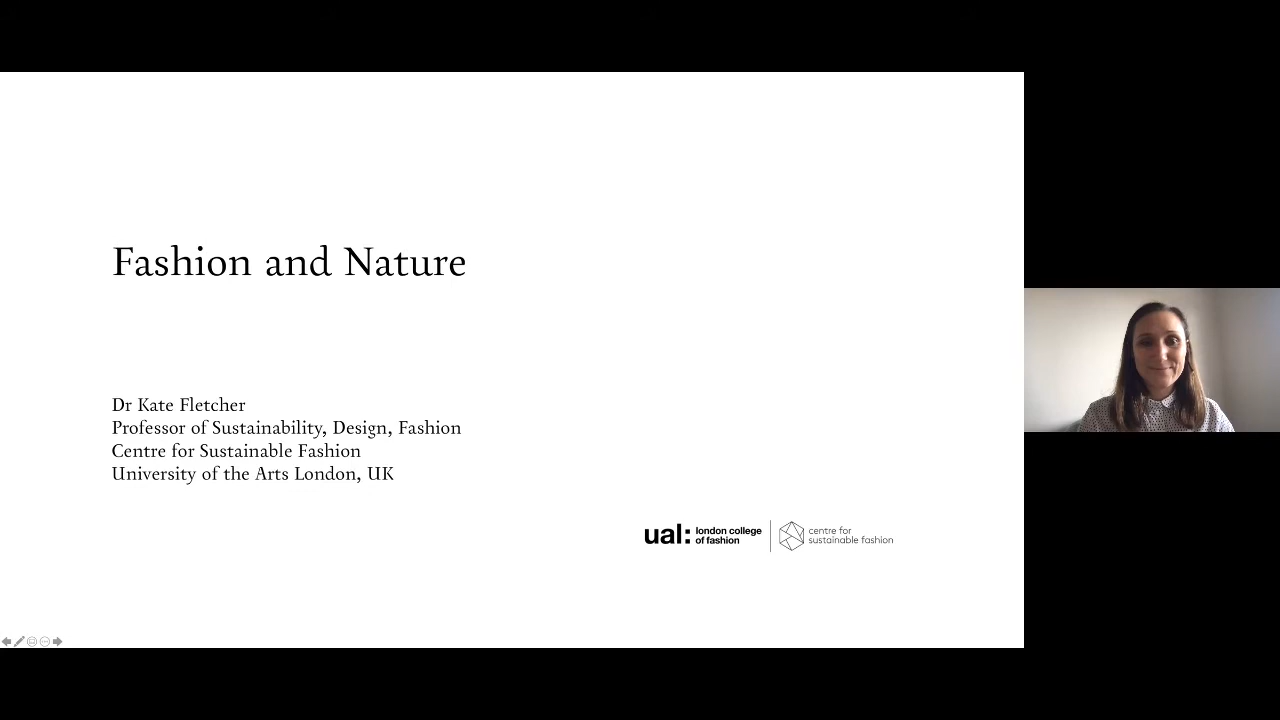 Fashion and Nature
Dr Kate Fletcher
Professor of Sustainability, Design, Fashion
Centre for Sustainable Fashion
University of the Arts London, UK
ual: london college
of fashion
centre for
sustainable fashion